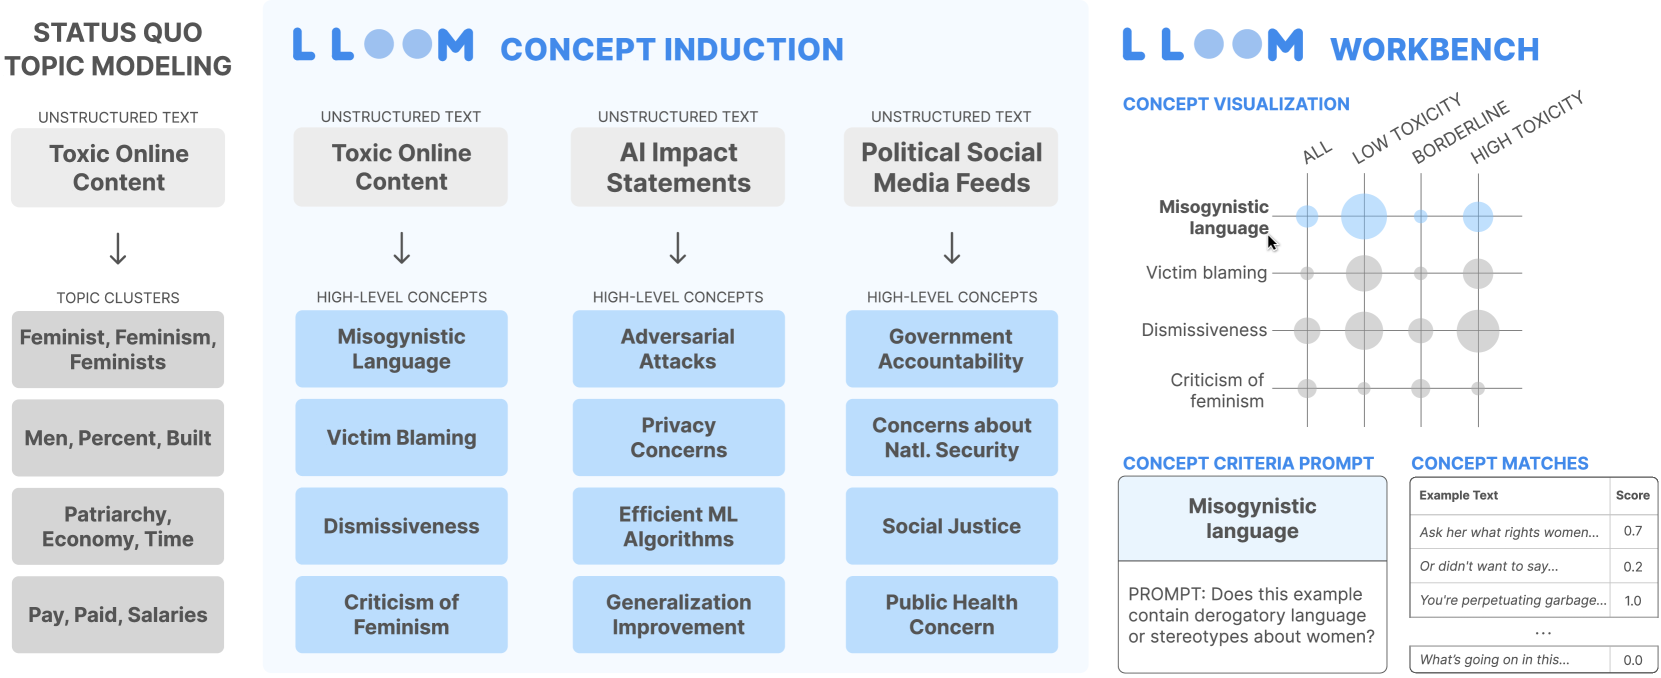 STATUS QUO
TOPIC MODELING
UNSTRUCTURED TEXT
Toxic Online
Content
TOPIC CLUSTERS
Feminist, Feminism,
Feminists
Men, Percent, Built
Patriarchy,
Economy, Time
Pay, Paid, Salaries
LLOOM CONCEPT INDUCTION
UNSTRUCTURED TEXT
Toxic Online
Content
HIGH-LEVEL CONCEPTS
Misogynistic
Language
Victim Blaming
Dismissiveness
Criticism of
Feminism
UNSTRUCTURED TEXT
AI Impact
Statements
HIGH-LEVEL CONCEPTS
Adversarial
Attacks
Privacy
Concerns
Efficient ML
Algorithms
Generalization
Improvement
UNSTRUCTURED TEXT
Political Social
Media Feeds
HIGH-LEVEL CONCEPTS
Government
Accountability
Concerns about
Natl. Security
Social Justice
Public Health
Concern
LLOOM WORKBENCH
CONCEPT VISUALIZATION
ALL
LOW TOXICITY
BORDERLINE
HIGH TOXICITY
Misogynistic
language
Victim blaming
Dismissiveness
Criticism of
feminism
CONCEPT CRITERIA PROMPT
Misogynistic
language
PROMPT: Does this example
contain derogatory language
or stereotypes about women?
CONCEPT MATCHES
Example Text Score
Ask her what rights women... 0.7
Or didn't want to say... 0.2
You're perpetuating garbage... 1.0
...
What's going on in this... 0.0